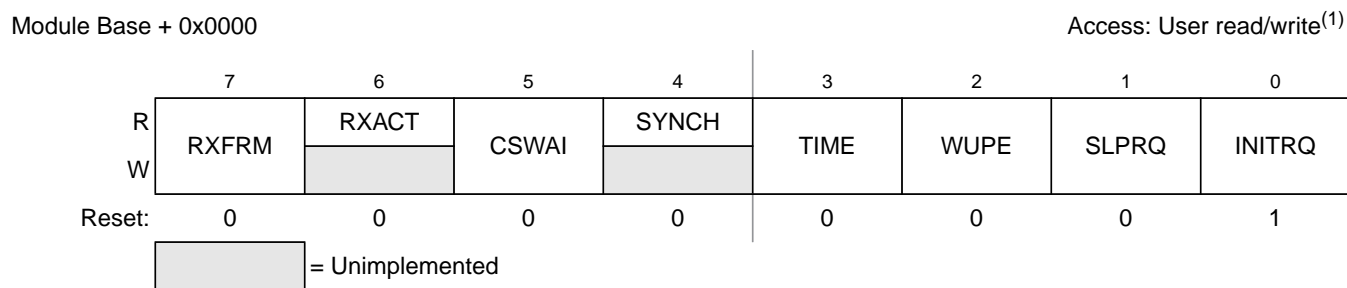 Module Base + 0x0000 Access: User read/write(1)
7 6 5 4 3 2 1 0
R RXFRM RXACT CSWAI SYNCH TIME WUPE SLPRQ INITRQ
W
Reset: 0 0 0 0 0 0 0 1
= Unimplemented